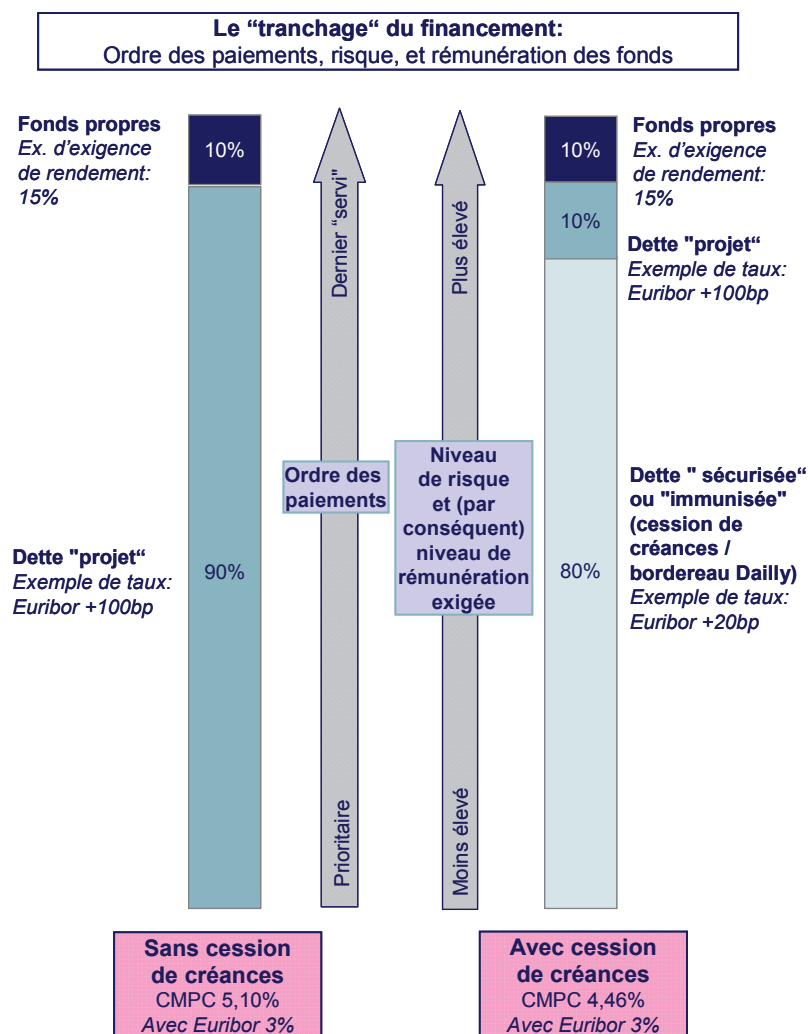 Le “tranchage“ du financement:
Ordre des paiements, risque, et rémunération des fonds
Fonds propres
Ex. d’exigence
de rendement:
15%
10%
Dette "projet“
Exemple de taux:
Euribor +100bp
90%
Dernier “servi"
Ordre des
paiements
Prioritaire
Plus élevé
Niveau
de risque
et (par
conséquent)
niveau de
rémunération
exigée
Moins élevé
10%
10%
80%
Fonds propres
Ex. d’exigence
de rendement:
15%
Dette "projet“
Exemple de taux:
Euribor +100bp
Dette " sécurisée“
ou "immunisée"
(cession de
créances /
bordereau Dailly)
Exemple de taux:
Euribor +20bp
Sans cession
de créances
CMPC 5,10%
Avec Euribor 3%
Avec cession
de créances
CMPC 4,46%
Avec Euribor 3%